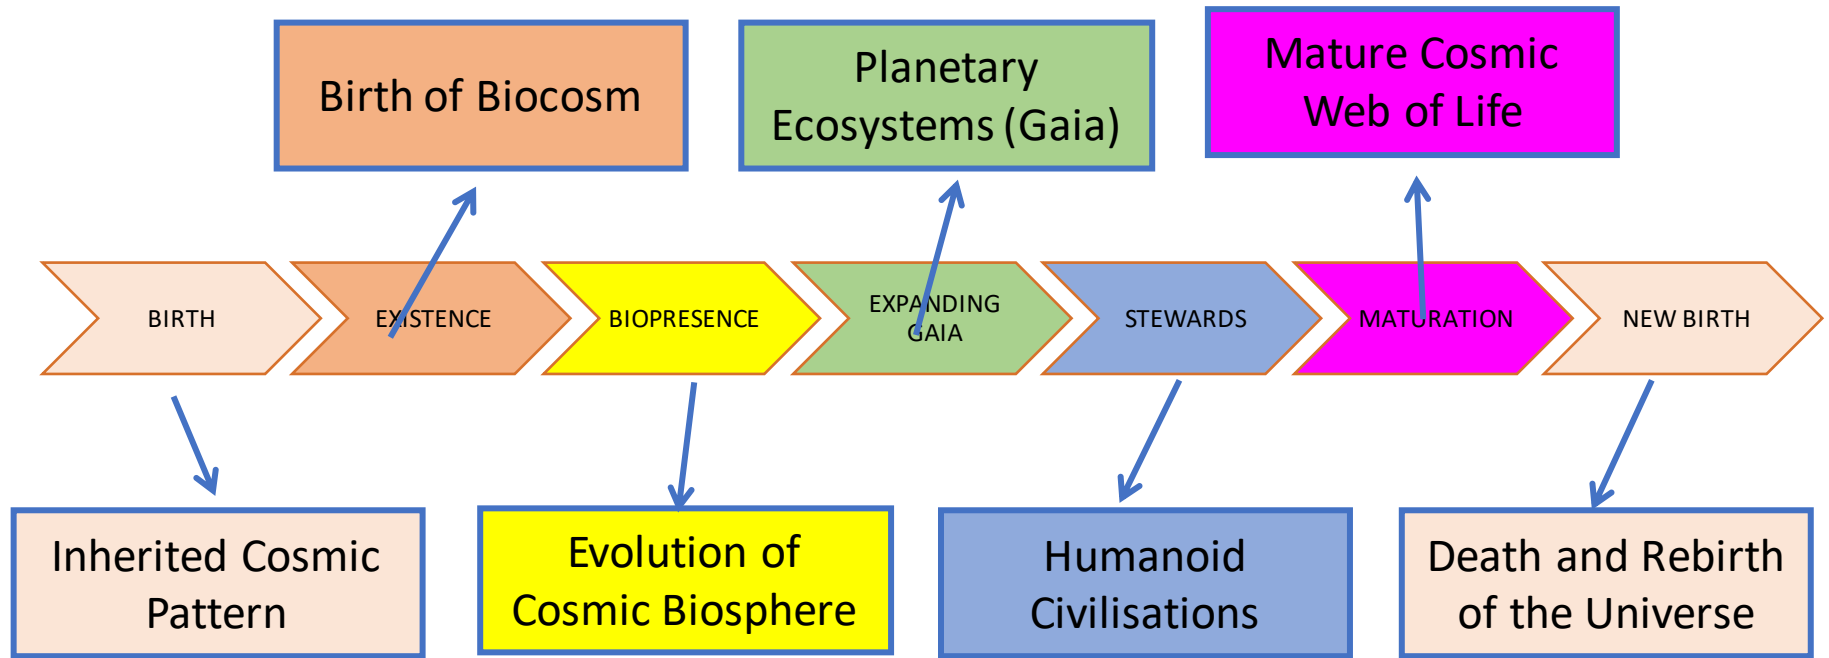 Birth of Biocosm
Planetary
Ecosystems (Gaia)
Mature Cosmic
Web of Life
BIRTH
EXISTENCE
BIOPRESENCE
EXPANDING
GAIA
STEWARDS
MATURATION
NEW BIRTH
Inherited Cosmic
Pattern
Evolution of
Cosmic Biosphere
Humanoid
Civilisations
Death and Rebirth
of the Universe